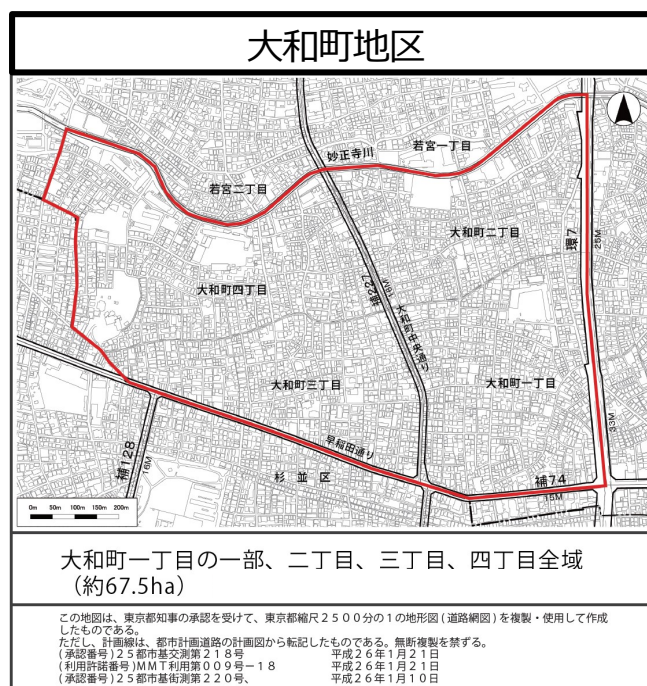 大和町地区
若宮一丁目
妙正寺川
若宮二丁目
大和町二丁目
環7
25M
大和町四丁目
補227
16M
大和町中央通り
大和町三丁目
大和町一丁目
33M
早稲田通り
補128
16M
杉並区
補74
15M
0m 50m 100m 150m 200m
大和町一丁目の一部、二丁目、三丁目、四丁目全域
(約67.5ha)
この地図は、東京都知事の承認を受けて、東京都縮尺2500分の1の地形図(道路網図)を複製・使用して作成
したものである。
ただし、計画線は、都市計画道路の計画図から転記したものである。無断複製を禁ずる。
(承認番号)25都市基交測第218号 平成26年1月21日
(利用許諾番号)MMT利用第009号−18 平成26年1月21日
(承認番号)25都市基街測第220号、 平成26年1月10日